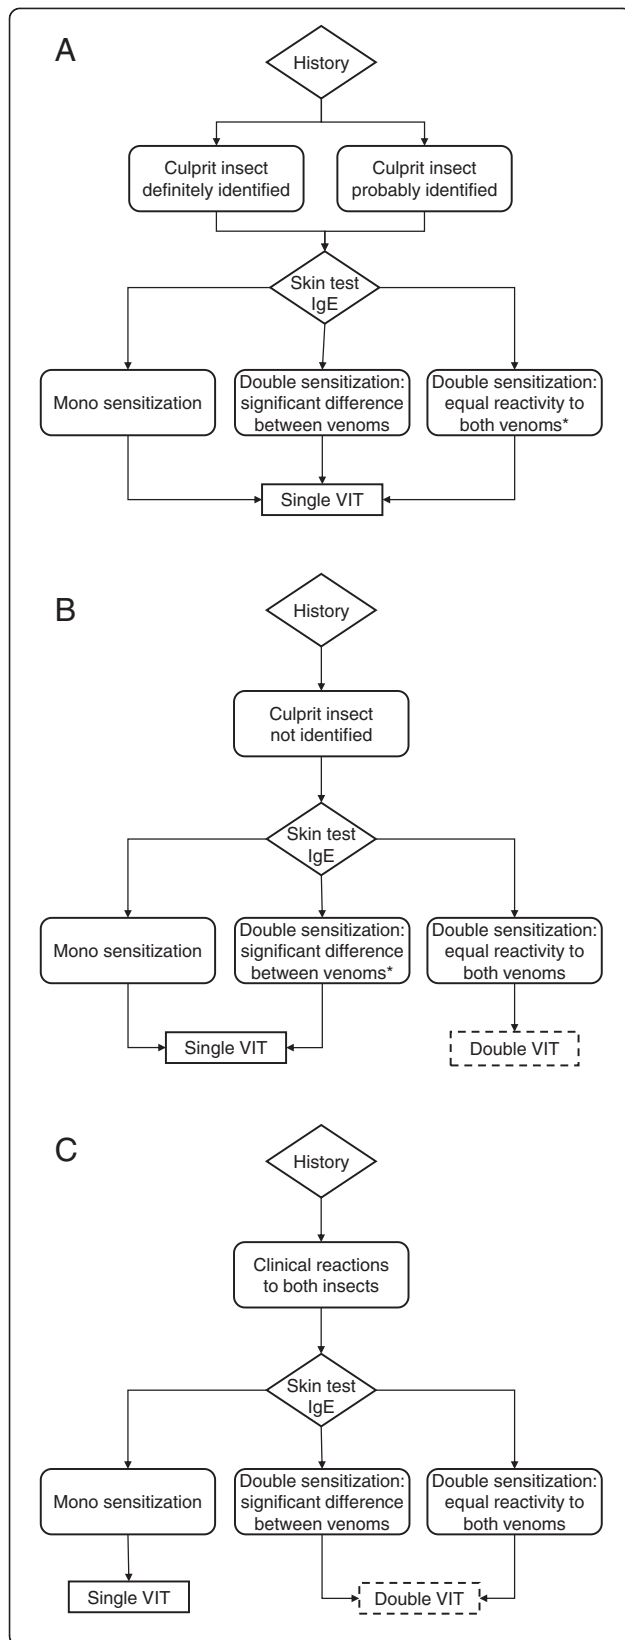 A
History
Culprit insect
definitely identified
Culprit insect
probably identified
Skin test
IgE
Mono sensitization
Double sensitization:
significant difference
between venoms
Double sensitization:
equal reactivity to
both venoms*
Single VIT
B
History
Culprit insect
not identified
Skin test
IgE
Mono sensitization
Double sensitization:
significant difference
between venoms*
Double sensitization:
equal reactivity to
both venoms
Single VIT
Double VIT
C
History
Clinical reactions
to both insects
Skin test
IgE
Mono sensitization
Double sensitization:
significant difference
between venoms
Double sensitization:
equal reactivity to
both venoms
Single VIT
Double VIT